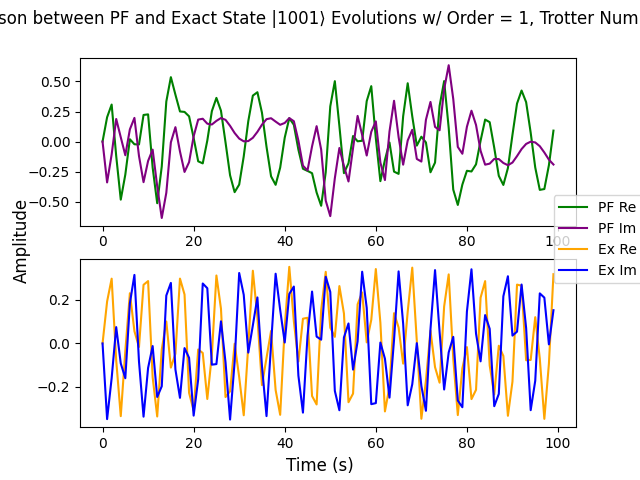 son between PF and Exact State |1001⟩ Evolutions w/ Order = 1, Trotter Num
0.50
0.25
0.00
−0.25
−0.50
0 20 40 60 80 100
PF Re
PF Im
Ex Re
Ex Im
Amplitude
0.2
0.0
−0.2
0 20 40 60 80 100
Time (s)